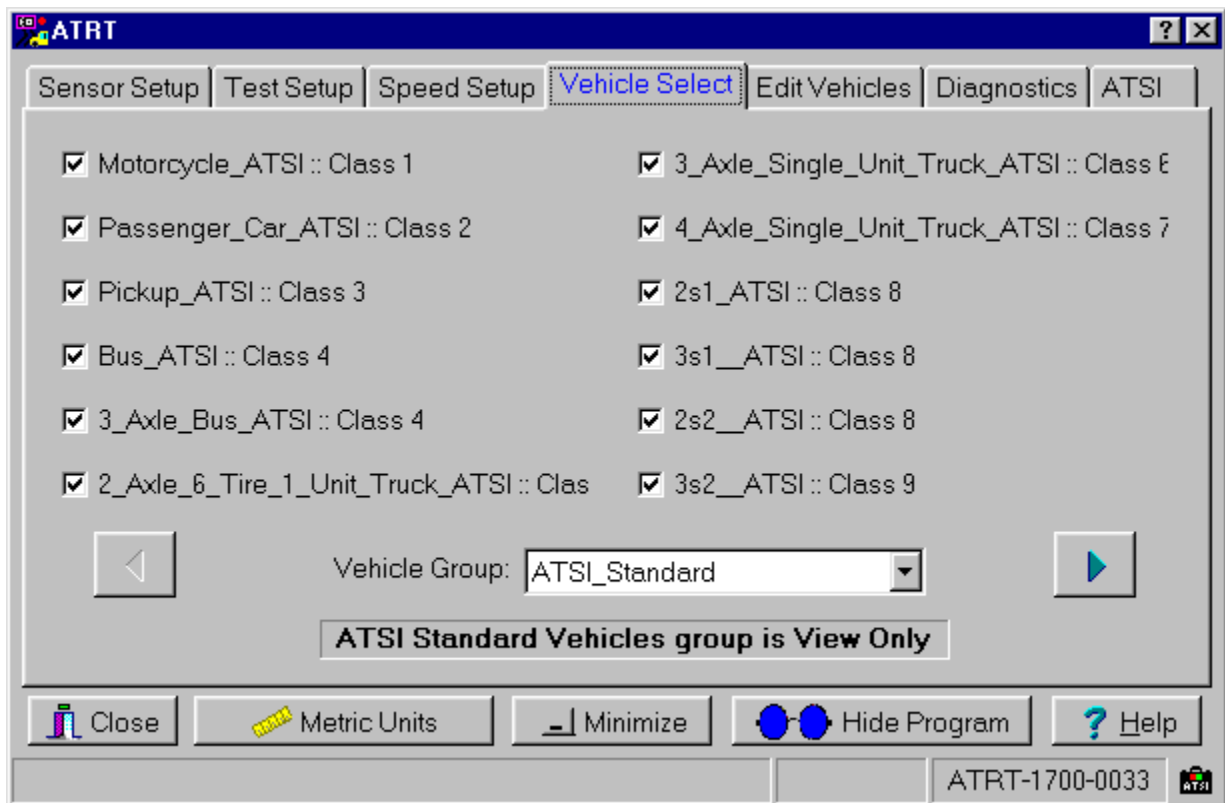 ATRT
Sensor Setup Test Setup Speed Setup Vehicle Select Edit Vehicles Diagnostics ATSI
Motorcycle_ATSI :: Class 1
Passenger_Car_ATSI :: Class 2
Pickup_ATSI :: Class 3
Bus_ATSI :: Class 4
3_Axle_Bus_ATSI :: Class 4
2_Axle_6_Tire_1_Unit_Truck_ATSI :: Clas
3_Axle_Single_Unit_Truck_ATSI :: Class 6
4_Axle_Single_Unit_Truck_ATSI :: Class 7
2s1_ATSI :: Class 8
3s1__ATSI :: Class 8
2s2__ATSI :: Class 8
3s2__ATSI :: Class 9
Vehicle Group: ATSI_Standard
ATSI Standard Vehicles group is View Only
Close Metric Units Minimize Hide Program ? Help
ATRT-1700-0033 ATSI